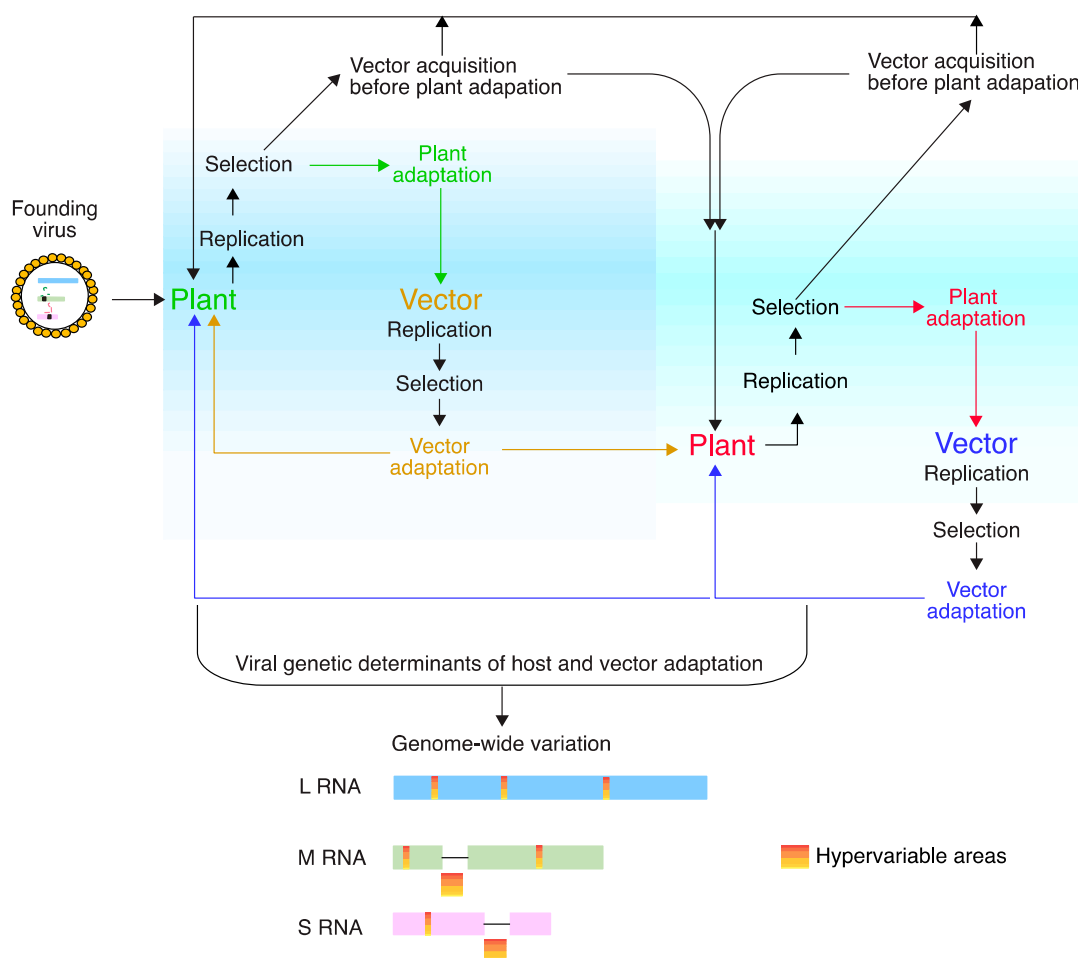 Vector acquisition
before plant adapation
Vector acquisition
before plant adapation
Selection
Plant
adaptation
Founding
virus
Replication
Plant
Vector
Replication
Selection
Vector
adaptation
Selection
Plant
adaptation
Replication
Plant
Vector
Replication
Selection
Vector
adaptation
Viral genetic determinants of host and vector adaptation
Genome-wide variation
L RNA
M RNA
Hypervariable areas
S RNA